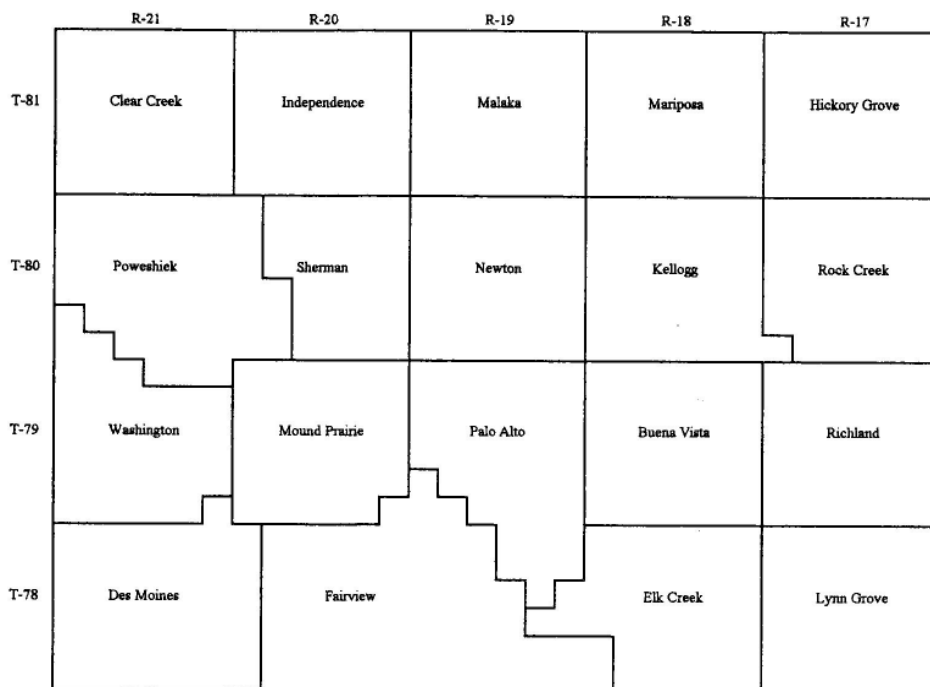 R-21 R-20 R-19 R-18 R-17
T-81 Clear Creek Independence Malaka Mariposa Hickory Grove
T-80 Poweshiek Sherman Newton Kellogg Rock Creek
T-79 Washington Mound Prairie Palo Alto Buena Vista Richland
T-78 Des Moines Fairview Elk Creek Lynn Grove